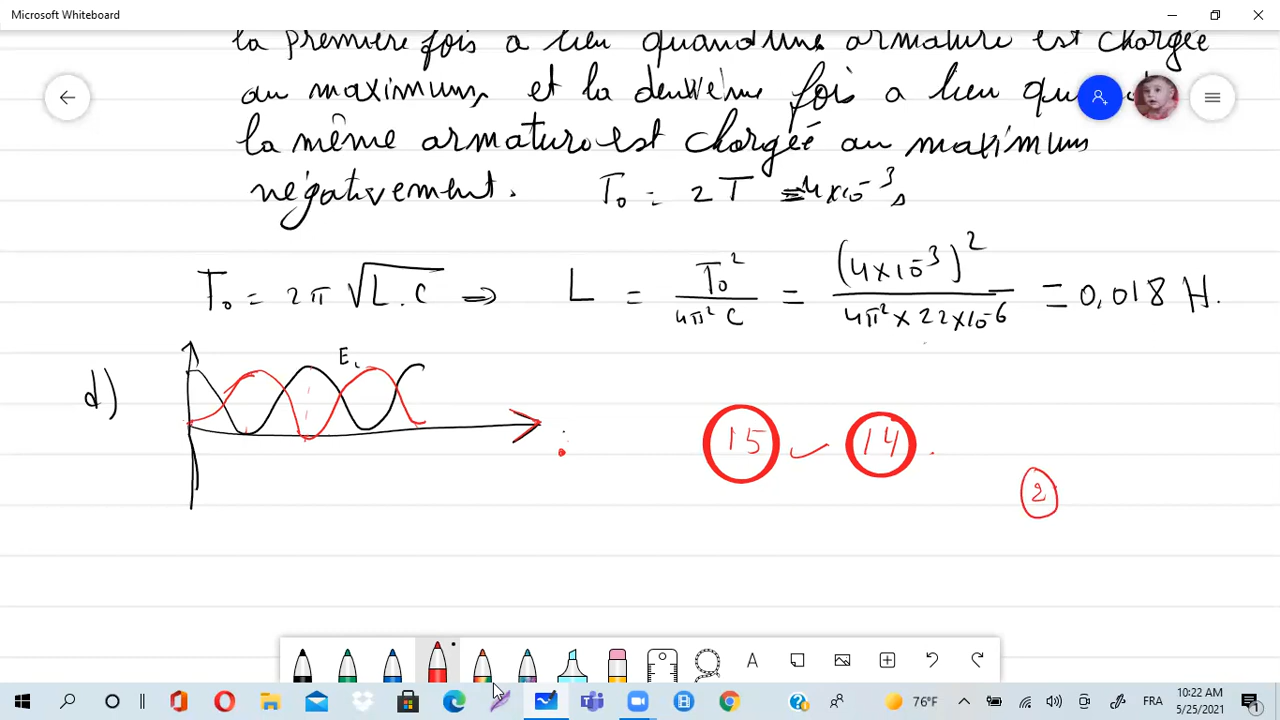 Microsoft Whiteboard
la première fois a lieu quand une armature est chargée
au maximum, et la deuxième fois a lieu
la même armature est chargée au maximum
négativement. T₀ = 2T = 4×10⁻³ s
T₀ = 2π √L.C ⇒ L = T₀² / 4π² C = (4×10⁻³)² / 4π² × 22×10⁻⁶ = 0,018 H.
d) E
15 ✓ 14.
2
A
76°F FRA 10:22 AM
5/25/2021